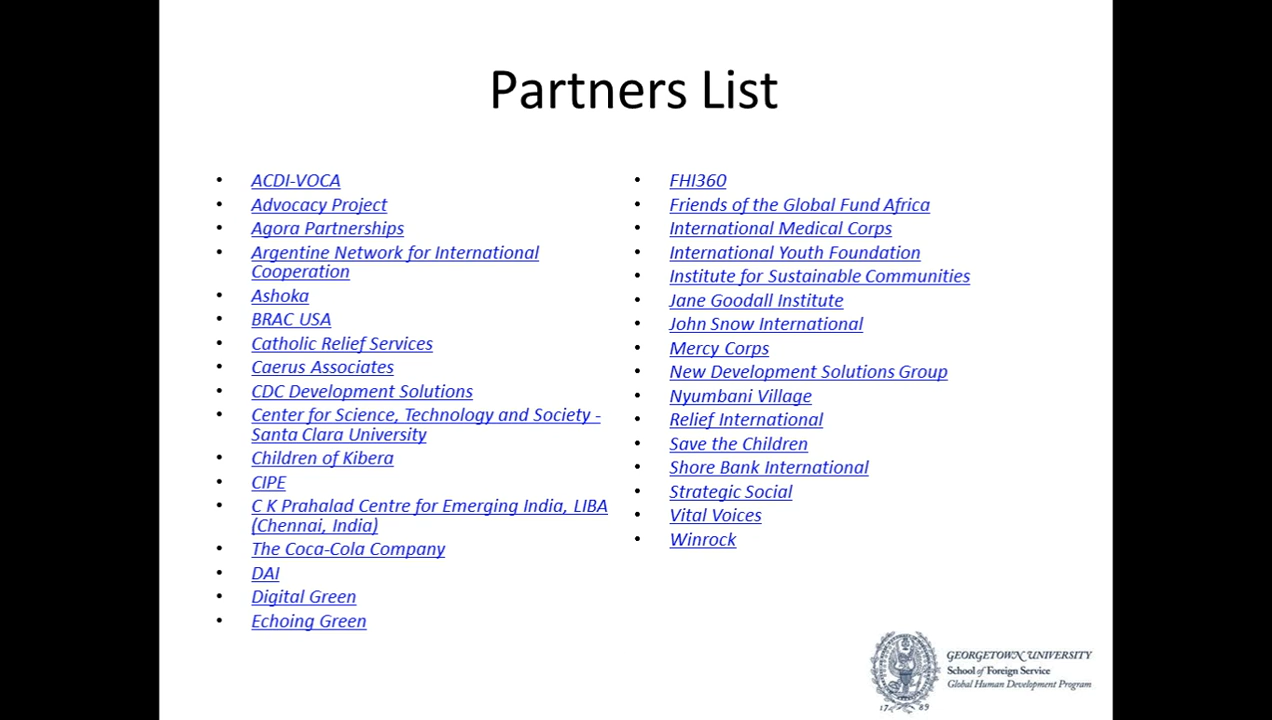 Partners List
• ACDI-VOCA
• Advocacy Project
• Agora Partnerships
• Argentine Network for International
Cooperation
• Ashoka
• BRAC USA
• Catholic Relief Services
• Caerus Associates
• CDC Development Solutions
• Center for Science, Technology and Society -
Santa Clara University
• Children of Kibera
• CIPE
• C K Prahalad Centre for Emerging India, LIBA
(Chennai, India)
• The Coca-Cola Company
• DAI
• Digital Green
• Echoing Green
• FHI360
• Friends of the Global Fund Africa
• International Medical Corps
• International Youth Foundation
• Institute for Sustainable Communities
• Jane Goodall Institute
• John Snow International
• Mercy Corps
• New Development Solutions Group
• Nyumbani Village
• Relief International
• Save the Children
• Shore Bank International
• Strategic Social
• Vital Voices
• Winrock
GEORGETOWN UNIVERSITY
School of Foreign Service
Global Human Development Program
17 89